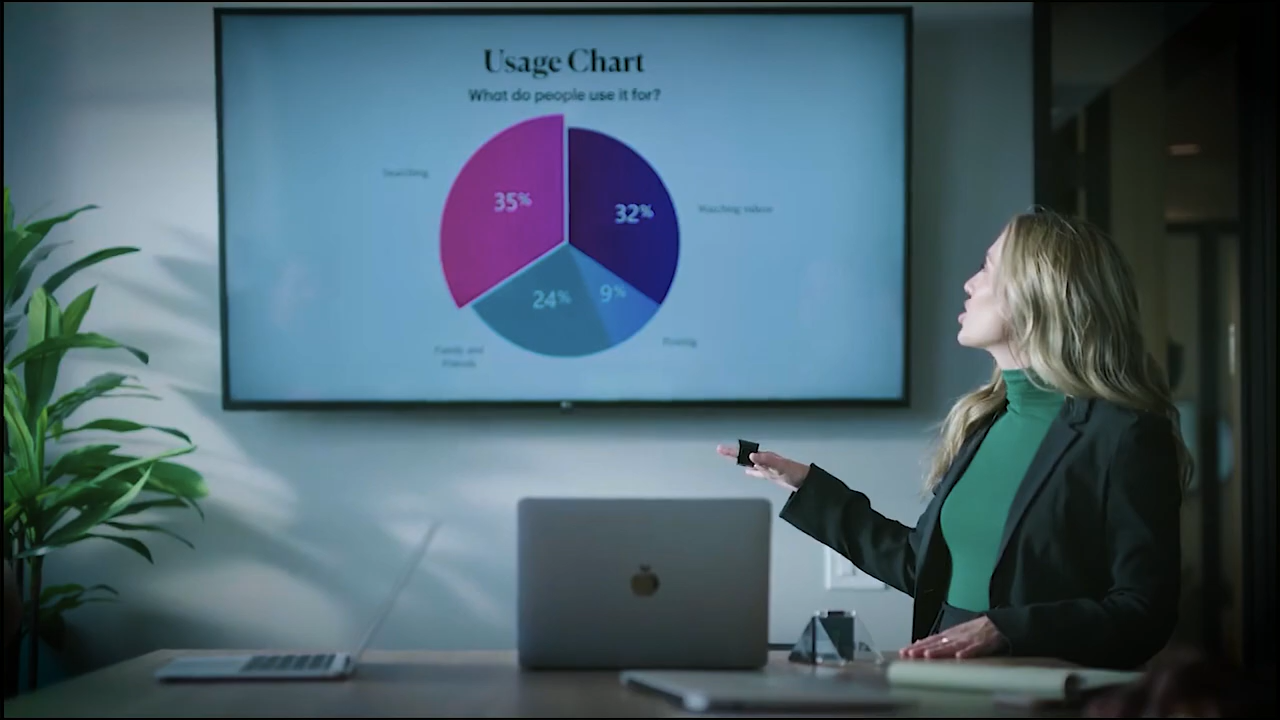 Usage Chart
What do people use it for?
Searching
35%
32%
Watching videos
24%
9%
Family and
Friends
Posting